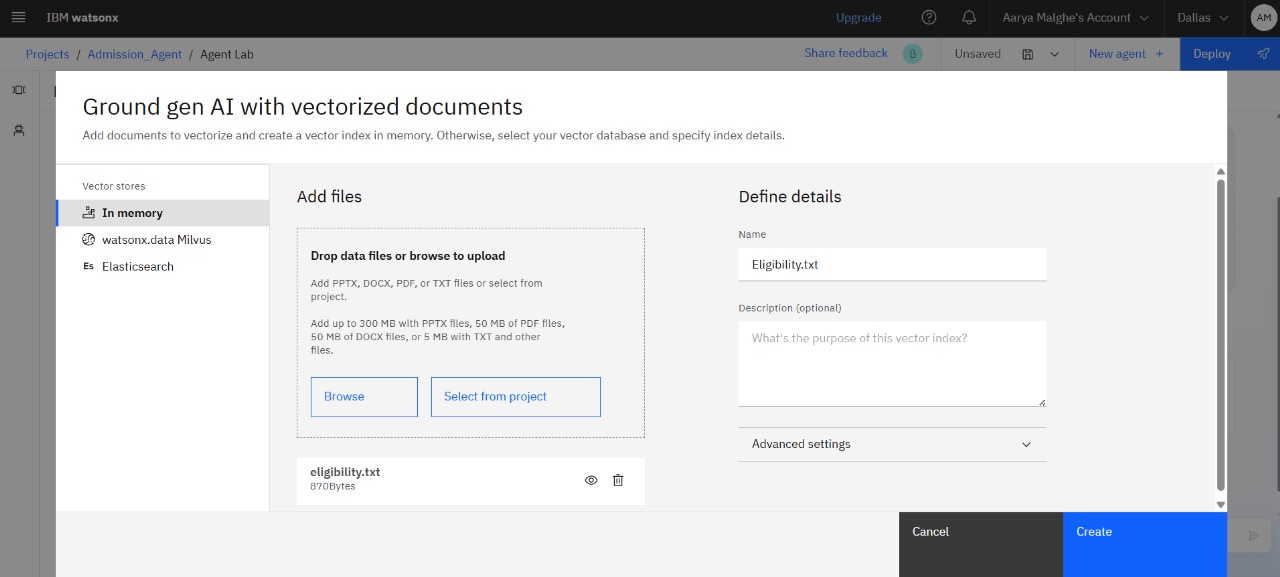 IBM watsonx
Upgrade
Aarya Malghe's Account
Dallas
AM
Projects / Admission_Agent / Agent Lab
Share feedback
B
Unsaved
New agent +
Deploy
Ground gen AI with vectorized documents
Add documents to vectorize and create a vector index in memory. Otherwise, select your vector database and specify index details.
Vector stores
In memory
watsonx.data Milvus
Es Elasticsearch
Add files
Drop data files or browse to upload
Add PPTX, DOCX, PDF, or TXT files or select from
project.
Add up to 300 MB with PPTX files, 50 MB of PDF files,
50 MB of DOCX files, or 5 MB with TXT and other
files.
Browse
Select from project
eligibility.txt
870Bytes
Define details
Name
Eligibility.txt
Description (optional)
What's the purpose of this vector index?
Advanced settings
Cancel
Create